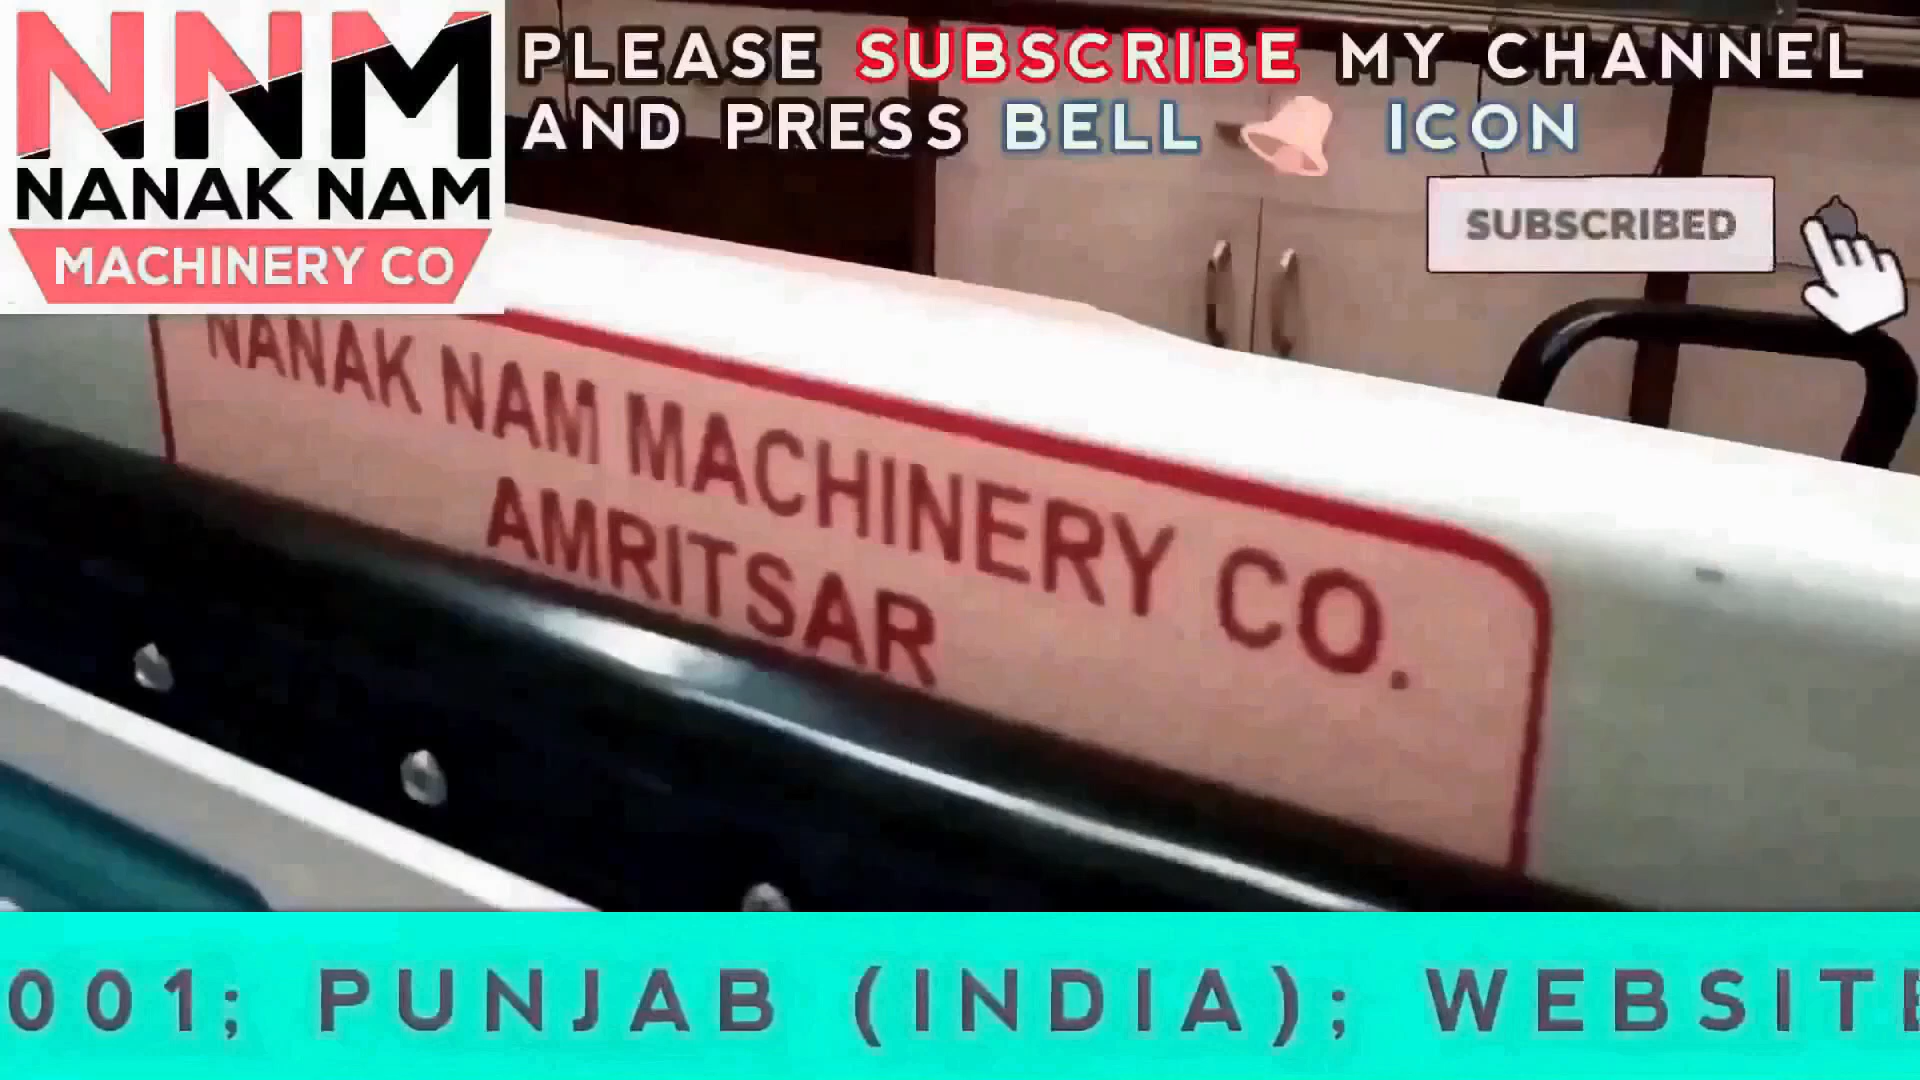 NNM
NANAK NAM
MACHINERY CO
PLEASE SUBSCRIBE MY CHANNEL
AND PRESS BELL ICON
SUBSCRIBED
NANAK NAM MACHINERY CO.
AMRITSAR
001; PUNJAB (INDIA); WEBSITE